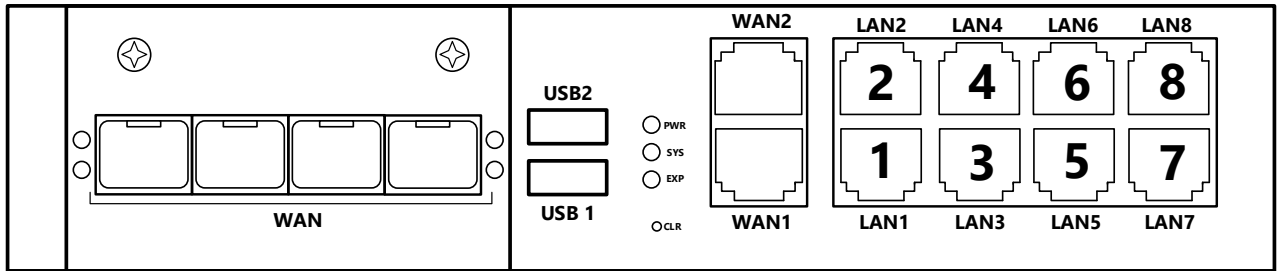 WAN
USB2
USB 1
PWR
SYS
EXP
CLR
WAN2
WAN1
LAN2 LAN4 LAN6 LAN8
2 4 6 8
1 3 5 7
LAN1 LAN3 LAN5 LAN7